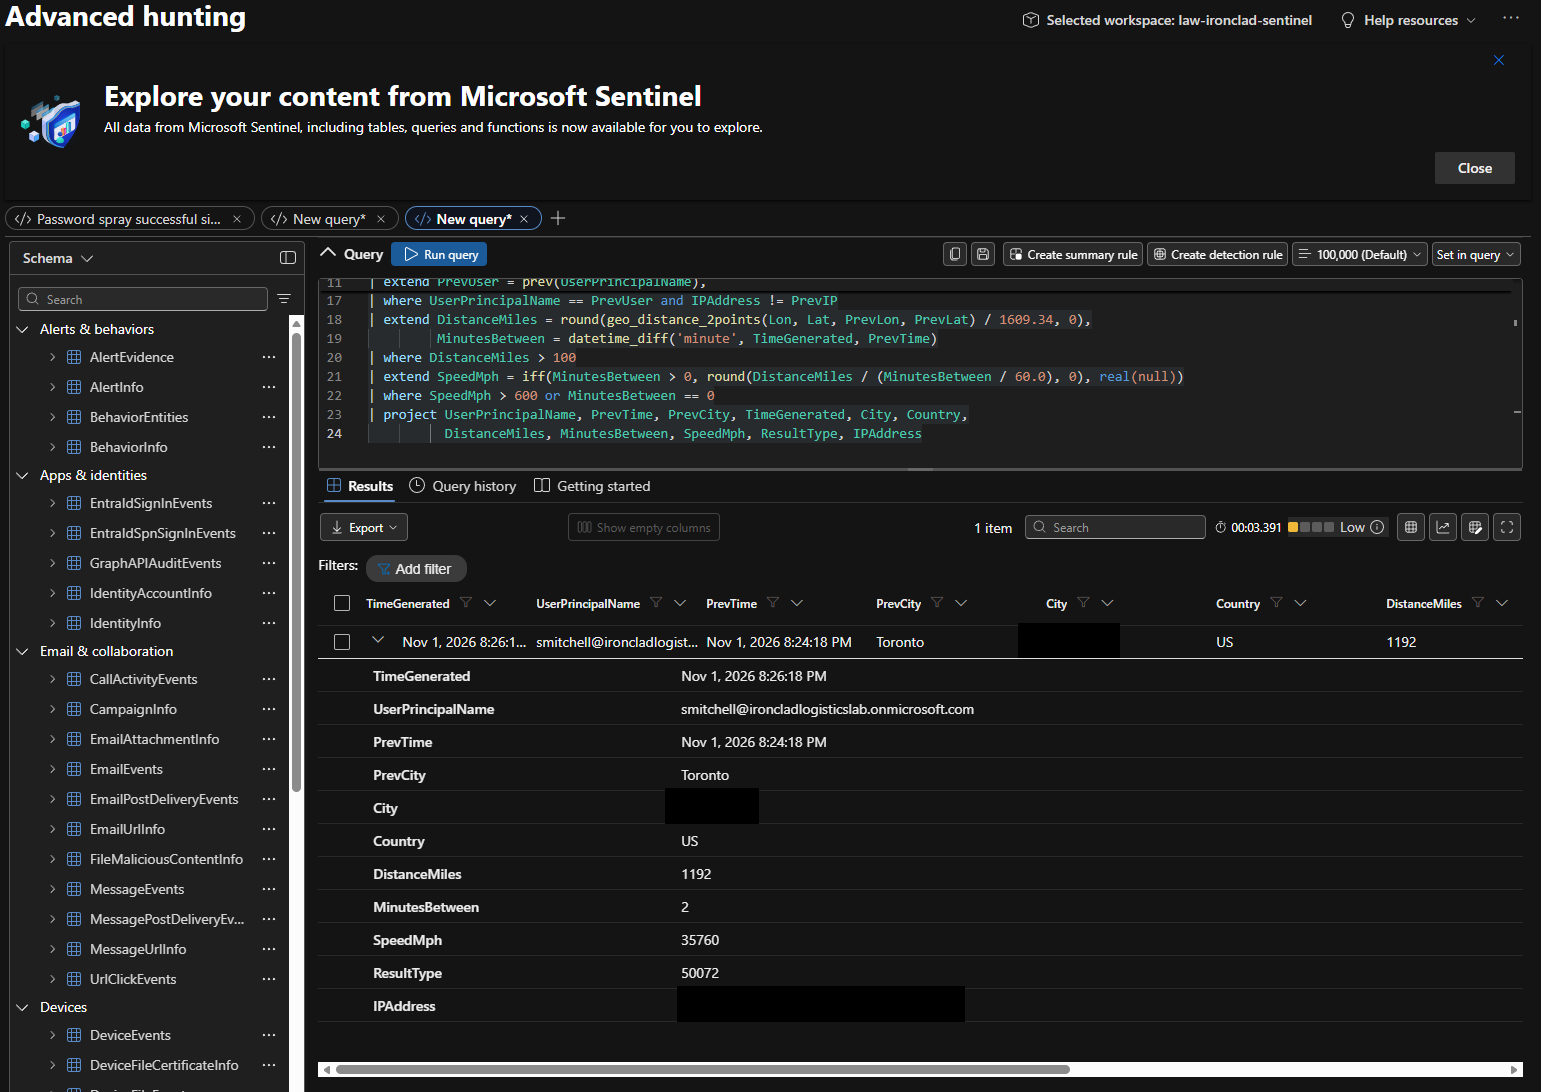 Advanced hunting
Selected workspace: law-ironclad-sentinel
Help resources
Explore your content from Microsoft Sentinel
All data from Microsoft Sentinel, including tables, queries and functions is now available for you to explore.
Close
Password spray successful si...
New query*
New query*
Schema
Search
Alerts & behaviors
AlertEvidence
AlertInfo
BehaviorEntities
BehaviorInfo
Apps & identities
EntraIdSignInEvents
EntraIdSpnSignInEvents
GraphAPIAuditEvents
IdentityAccountInfo
IdentityInfo
Email & collaboration
CallActivityEvents
CampaignInfo
EmailAttachmentInfo
EmailEvents
EmailPostDeliveryEvents
EmailUrlInfo
FileMaliciousContentInfo
MessageEvents
MessagePostDeliveryEv...
MessageUrlInfo
UrlClickEvents
Devices
DeviceEvents
DeviceFileCertificateInfo
Query
Run query
Create summary rule
Create detection rule
100,000 (Default)
Set in query
11 | extend PrevUser = prev(UserPrincipalName),
17 | where UserPrincipalName == PrevUser and IPAddress != PrevIP
18 | extend DistanceMiles = round(geo_distance_2points(Lon, Lat, PrevLon, PrevLat) / 1609.34, 0),
19 MinutesBetween = datetime_diff('minute', TimeGenerated, PrevTime)
20 | where DistanceMiles > 100
21 | extend SpeedMph = iff(MinutesBetween > 0, round(DistanceMiles / (MinutesBetween / 60.0), 0), real(null))
22 | where SpeedMph > 600 or MinutesBetween == 0
23 | project UserPrincipalName, PrevTime, PrevCity, TimeGenerated, City, Country,
24 DistanceMiles, MinutesBetween, SpeedMph, ResultType, IPAddress
Results
Query history
Getting started
Export
Show empty columns
1 item
Search
00:03.391
Low
Filters:
Add filter
TimeGenerated UserPrincipalName PrevTime PrevCity City Country DistanceMiles
Nov 1, 2026 8:26:1... smitchell@ironcladlogist... Nov 1, 2026 8:24:18 PM Toronto US 1192
TimeGenerated Nov 1, 2026 8:26:18 PM
UserPrincipalName smitchell@ironcladlogisticslab.onmicrosoft.com
PrevTime Nov 1, 2026 8:24:18 PM
PrevCity Toronto
City
Country US
DistanceMiles 1192
MinutesBetween 2
SpeedMph 35760
ResultType 50072
IPAddress